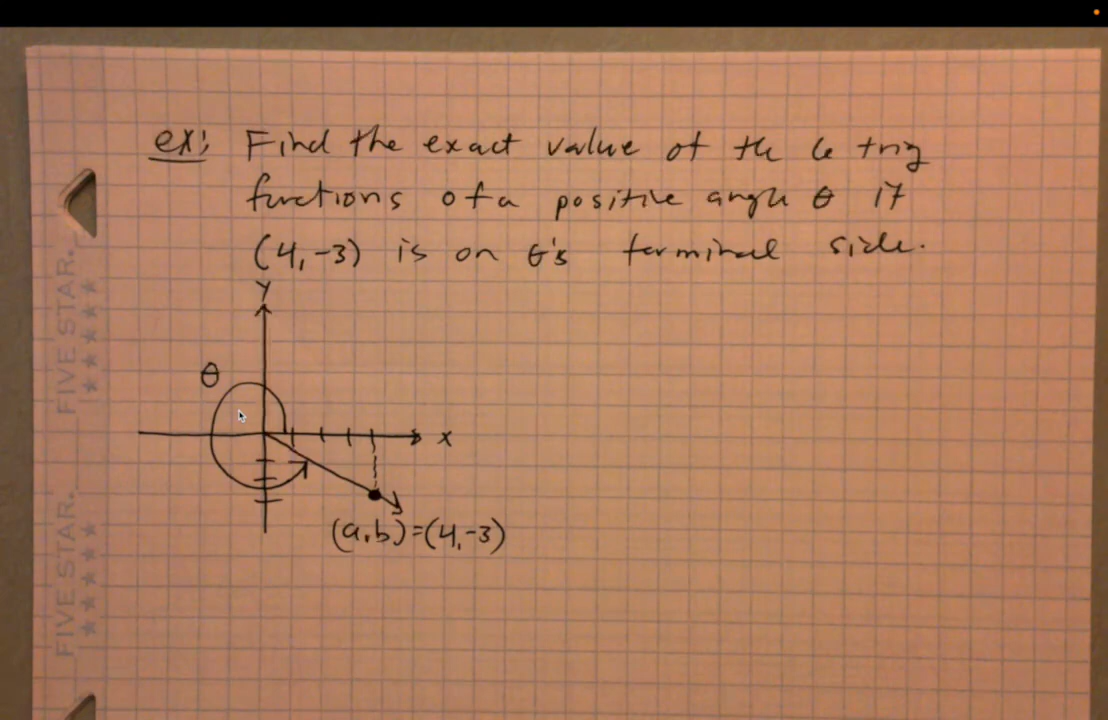 ex: Find the exact value of the 6 trig
functions of a positive angle θ if
(4,-3) is on θ's terminal side.
y
θ
x
(a,b)=(4,-3)
FIVE STAR.
FIVE STAR.